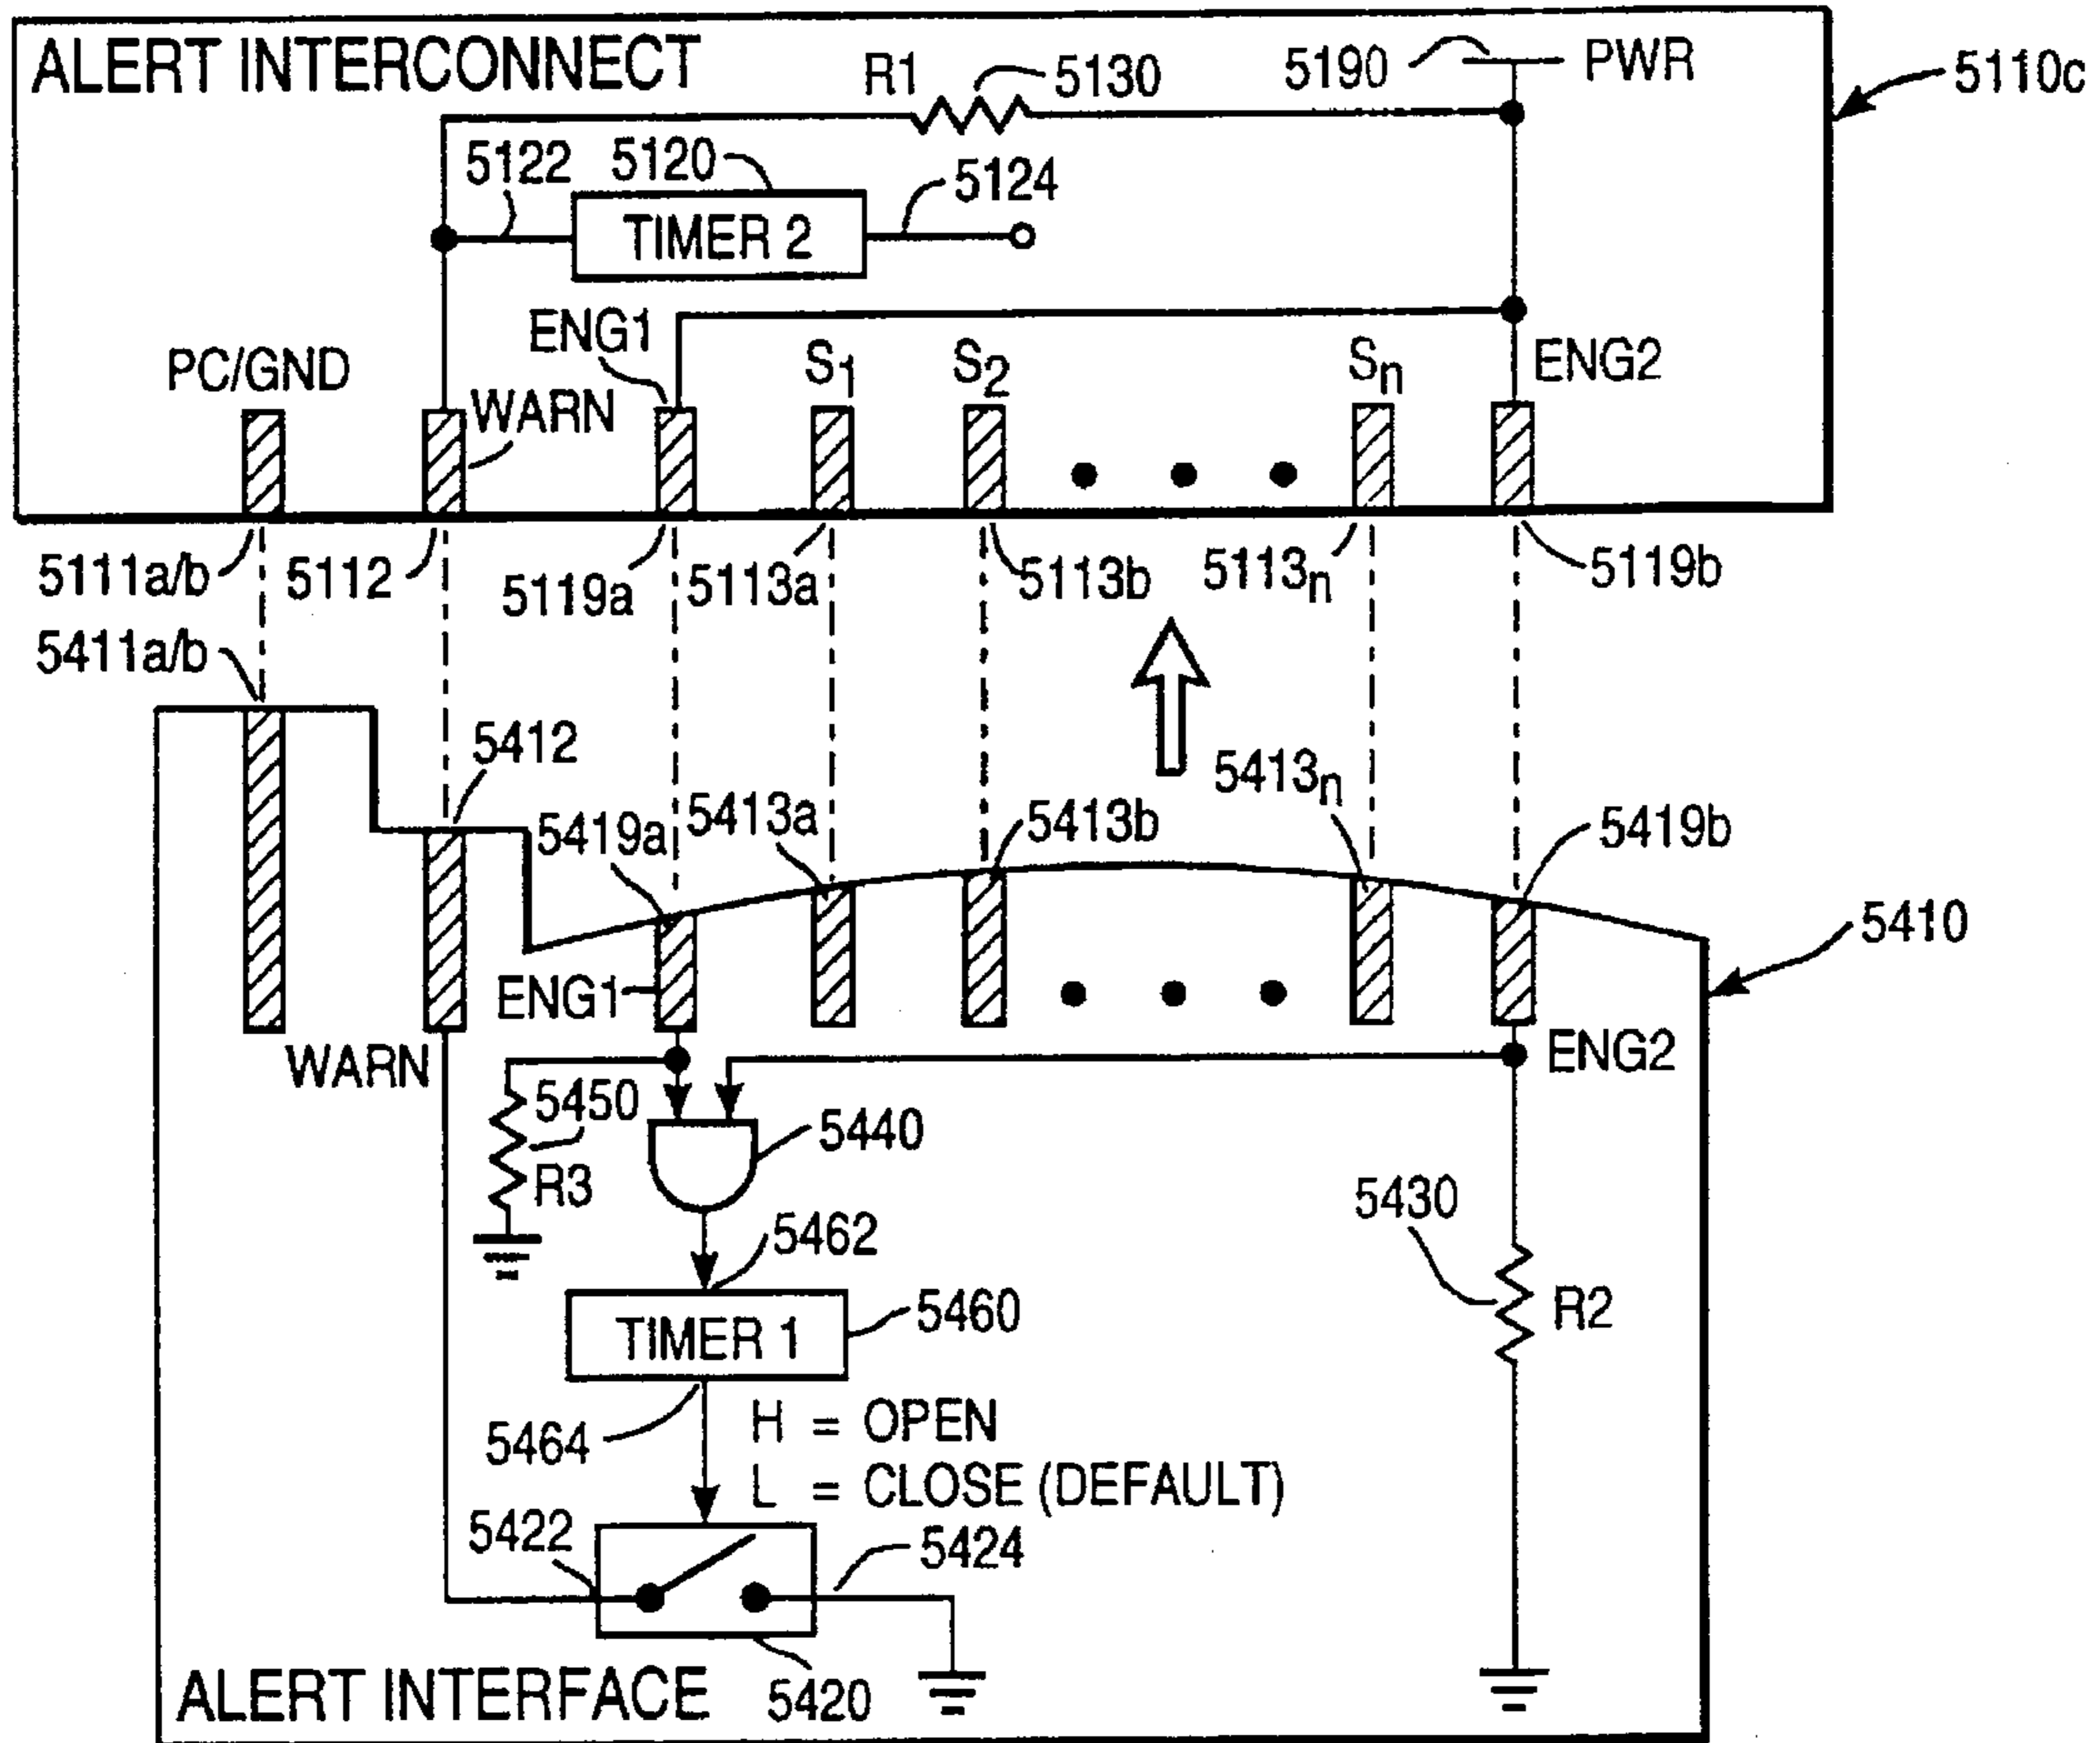 ALERT INTERCONNECT
R1
5130
5190
PWR
5110c
5122
5120
5124
TIMER 2
ENG1
PC/GND
WARN
S1
S2
Sn
ENG2
5111a/b
5112
5119a
5113a
5113b
5113n
5119b
5411a/b
5412
5419a
5413a
5413b
5413n
5419b
5410
ENG1
WARN
ENG2
5450
R3
5440
5462
5430
R2
TIMER 1
5460
5464
H = OPEN
L = CLOSE (DEFAULT)
5422
5424
5420
ALERT INTERFACE